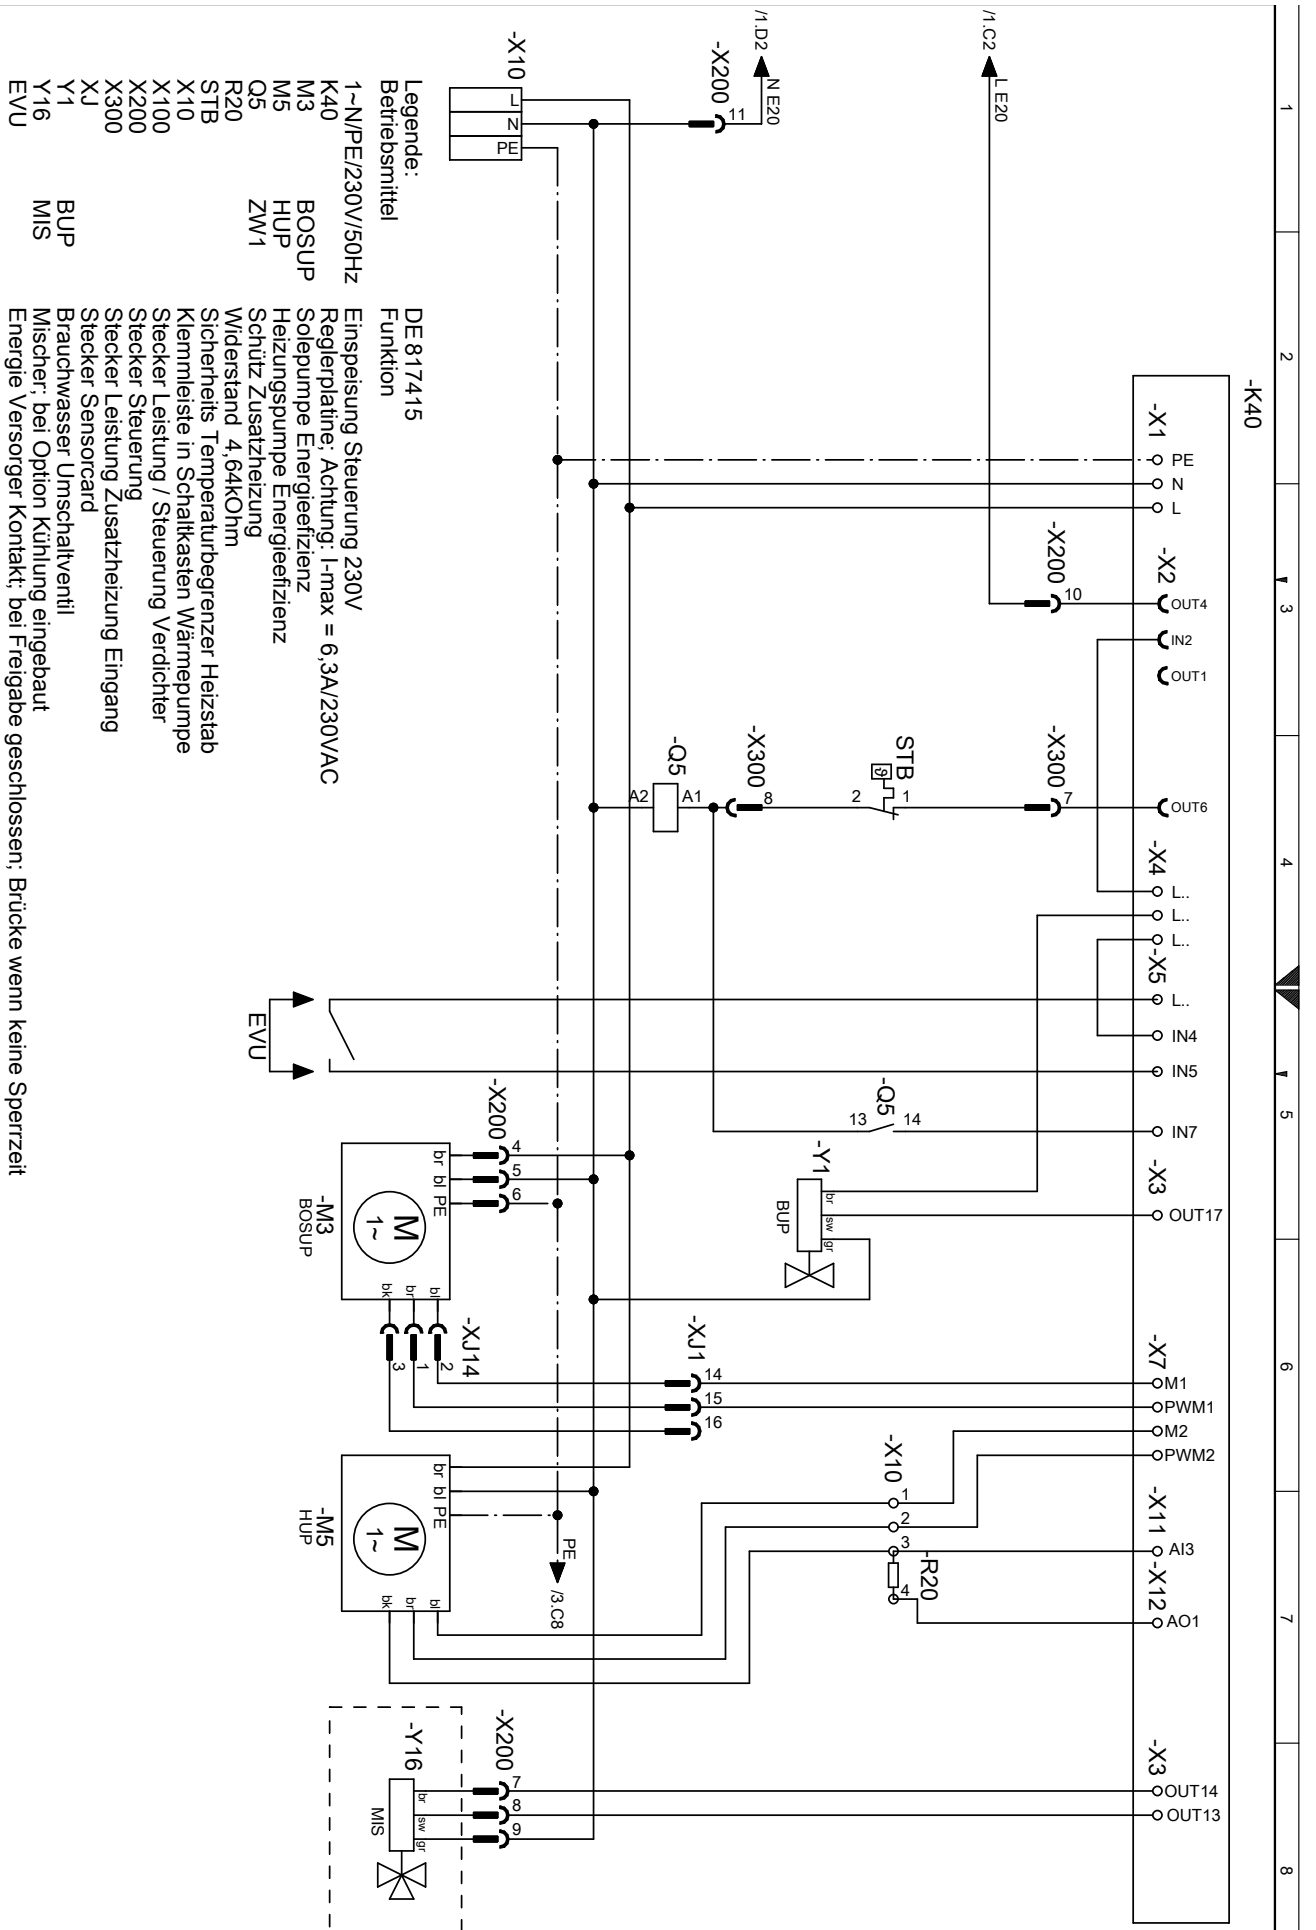 1
2
3
4
5
6
7
8
-K40
-X1
PE
N
L
-X2
OUT4
IN2
OUT1
OUT6
-X4
L..
L..
L..
-X5
L..
IN4
IN5
IN7
-X3
OUT17
-X7
M1
PWM1
M2
PWM2
-X11
AI3
-X12
AO1
-X3
OUT14
OUT13
/1.C2
L E20
-X200
10
-X300
7
STB
1
2
-X300
8
-Q5
A1
A2
-Q5
13
14
-Y1
br
sw
gr
BUP
-X10
1
2
3
4
-R20
/1.D2
N E20
-X200
11
-XJ1
14
15
16
-X10
L
N
PE
PE
/3.C8
EVU
-X200
4
5
6
br
bl
PE
M
1~
-M3
BOSUP
bl
br
bk
-XJ14
2
1
3
br
bl
PE
M
1~
-M5
HUP
bl
br
bk
-X200
7
8
9
-Y16
br
sw
gr
MIS
Legende: DE817415
Betriebsmittel Funktion
1~N/PE/230V/50Hz Einspeisung Steuerung 230V
K40 Reglerplatine; Achtung: I-max = 6,3A/230VAC
M3 BOSUP Solepumpe Energieefizienz
M5 HUP Heizungspumpe Energieefizienz
Q5 ZW1 Schütz Zusatzheizung
R20 Widerstand 4,64kOhm
STB Sicherheits Temperaturbegrenzer Heizstab
X10 Klemmleiste in Schaltkasten Wärmepumpe
X100 Stecker Leistung / Steuerung Verdichter
X200 Stecker Steuerung
X300 Stecker Leistung Zusatzheizung Eingang
XJ Stecker Sensorcard
Y1 BUP Brauchwasser Umschaltventil
Y16 MIS Mischer; bei Option Kühlung eingebaut
EVU Energie Versorger Kontakt; bei Freigabe geschlossen; Brücke wenn keine Sperrzeit